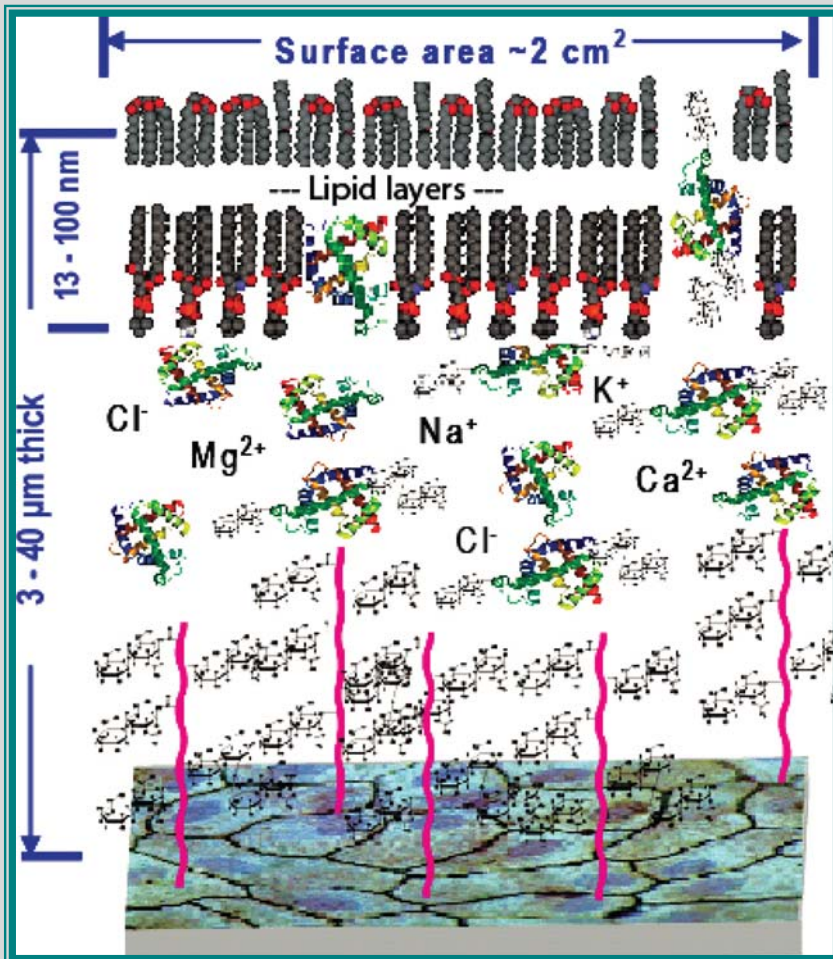 Surface area ~2 cm²
13 - 100 nm
--- Lipid layers ---
3 - 40 µm thick
Cl⁻
Mg²⁺
Na⁺
K⁺
Ca²⁺
Cl⁻